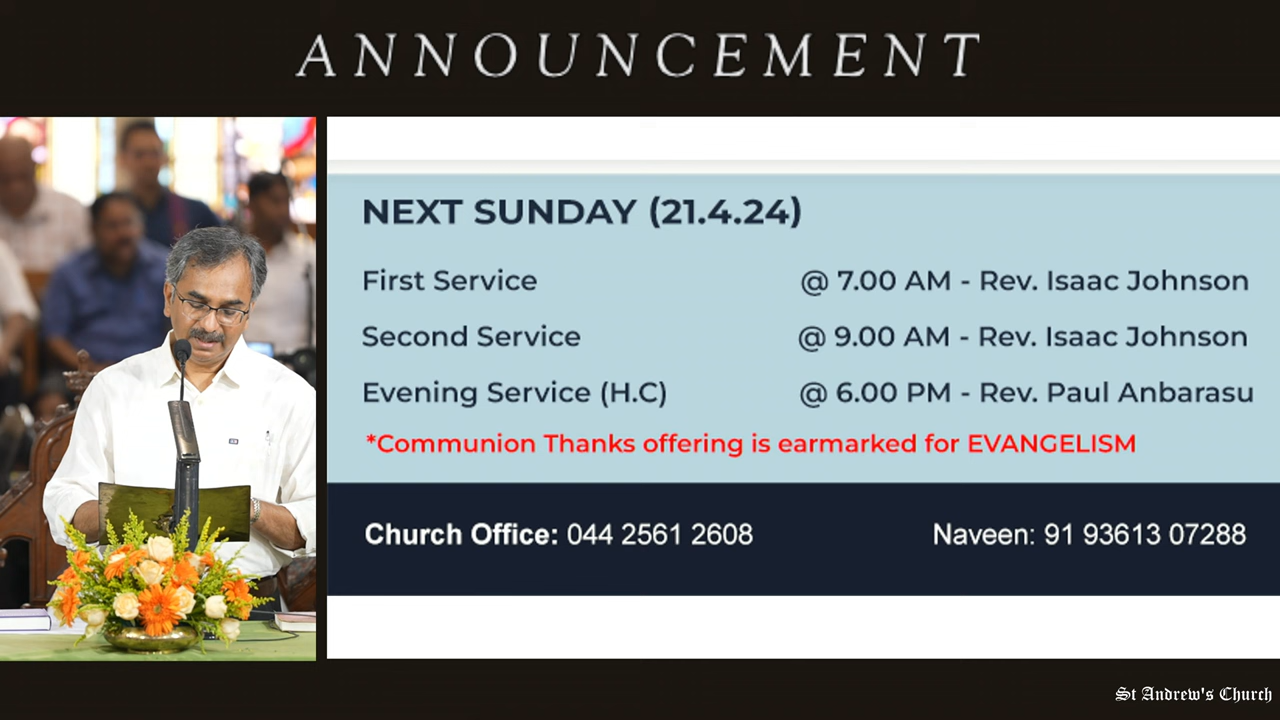 ANNOUNCEMENT
NEXT SUNDAY (21.4.24)
First Service @ 7.00 AM - Rev. Isaac Johnson
Second Service @ 9.00 AM - Rev. Isaac Johnson
Evening Service (H.C) @ 6.00 PM - Rev. Paul Anbarasu
*Communion Thanks offering is earmarked for EVANGELISM
Church Office: 044 2561 2608 Naveen: 91 93613 07288
St Andrew's Church